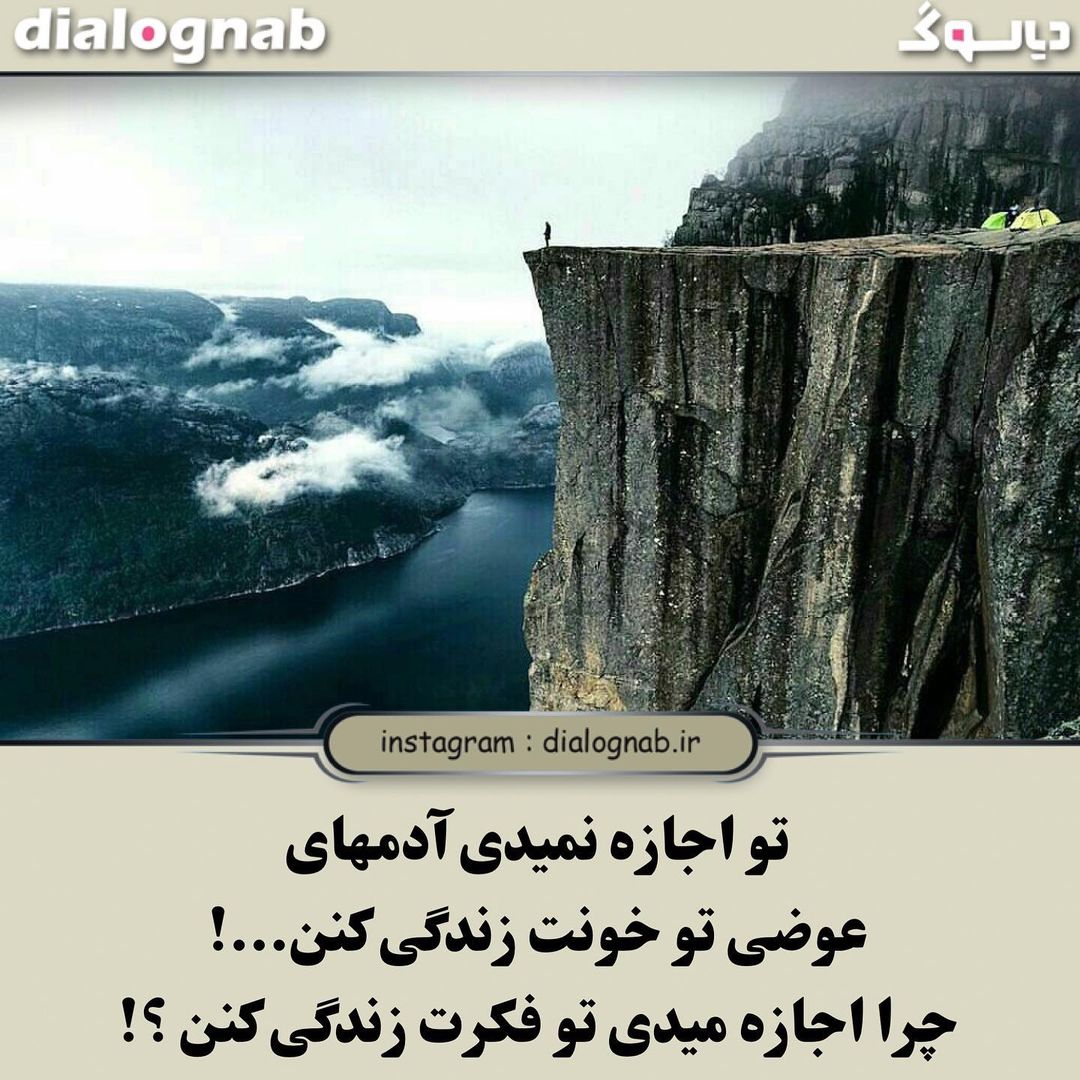 dialognab
دیالوگ
instagram : dialognab.ir
تو اجازه نمیدی آدمهای
عوضی تو خونت زندگی کنن...!
چرا اجازه میدی تو فکرت زندگی کنن ؟!